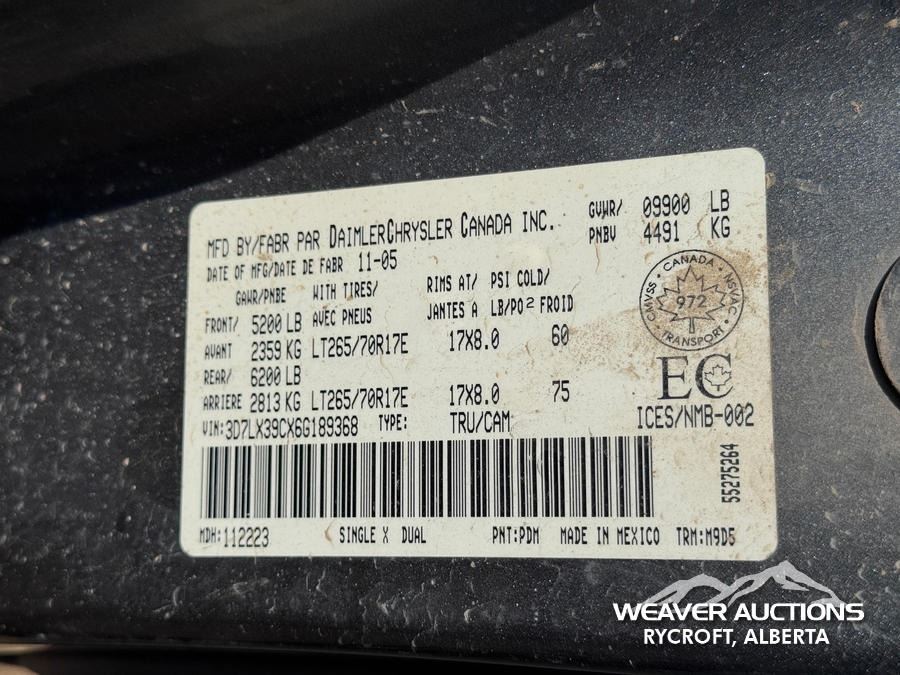 MFD BY/FABR PAR DAIMLERCHRYSLER CANADA INC.
GVWR/ 09900 LB
PNBV 4491 KG
DATE OF MFG/DATE DE FABR 11-05
GAWR/PNBE WITH TIRES/ RIMS AT/ PSI COLD/
AVEC PNEUS JANTES A LB/PO² FROID
FRONT/ 5200 LB
AVANT 2359 KG LT265/70R17E 17X8.0 60
REAR/ 6200 LB
ARRIERE 2813 KG LT265/70R17E 17X8.0 75
CANADA
CMVSS · NSVAC
972
TRANSPORT
EC
ICES/NMB-002
VIN:3D7LX39CX6G189368 TYPE: TRU/CAM
55275264
MDH:112223 SINGLE X DUAL PNT:PDM MADE IN MEXICO TRM:M9D5
WEAVER AUCTIONS
RYCROFT, ALBERTA